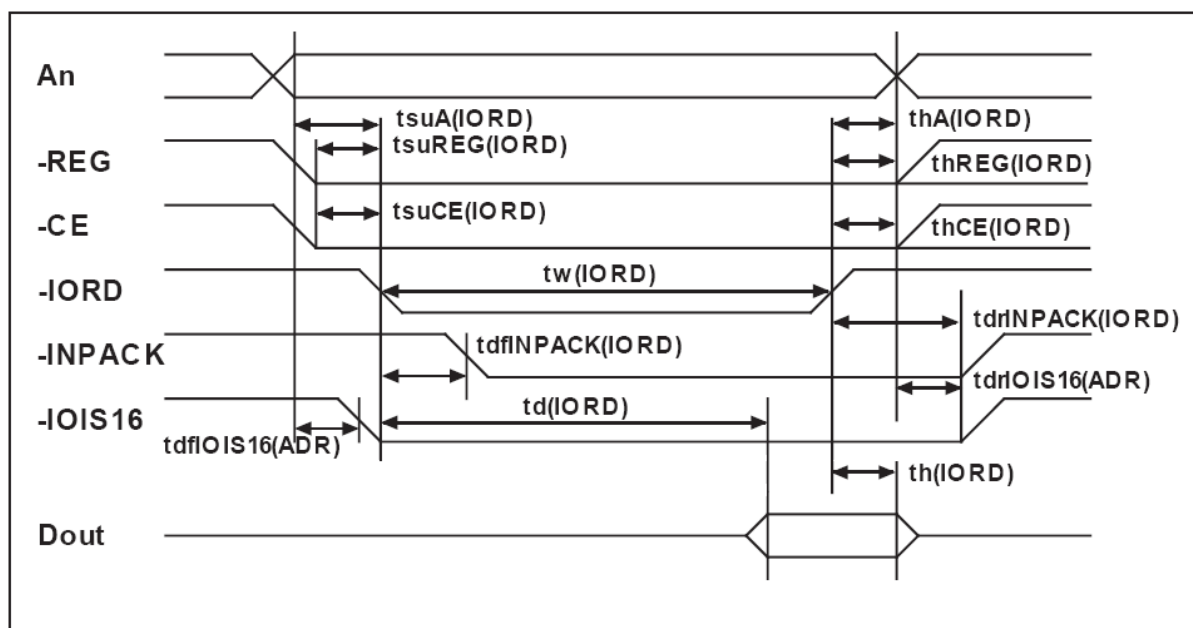 An
tsuA(IORD) thA(IORD)
tsuREG(IORD)
-REG thREG(IORD)
tsuCE(IORD)
-CE thCE(IORD)
tw(IORD)
-IORD
tdrINPACK(IORD)
-INPACK tdfINPACK(IORD)
tdrIOIS16(ADR)
-IOIS16 td(IORD)
tdfIOIS16(ADR)
th(IORD)
Dout